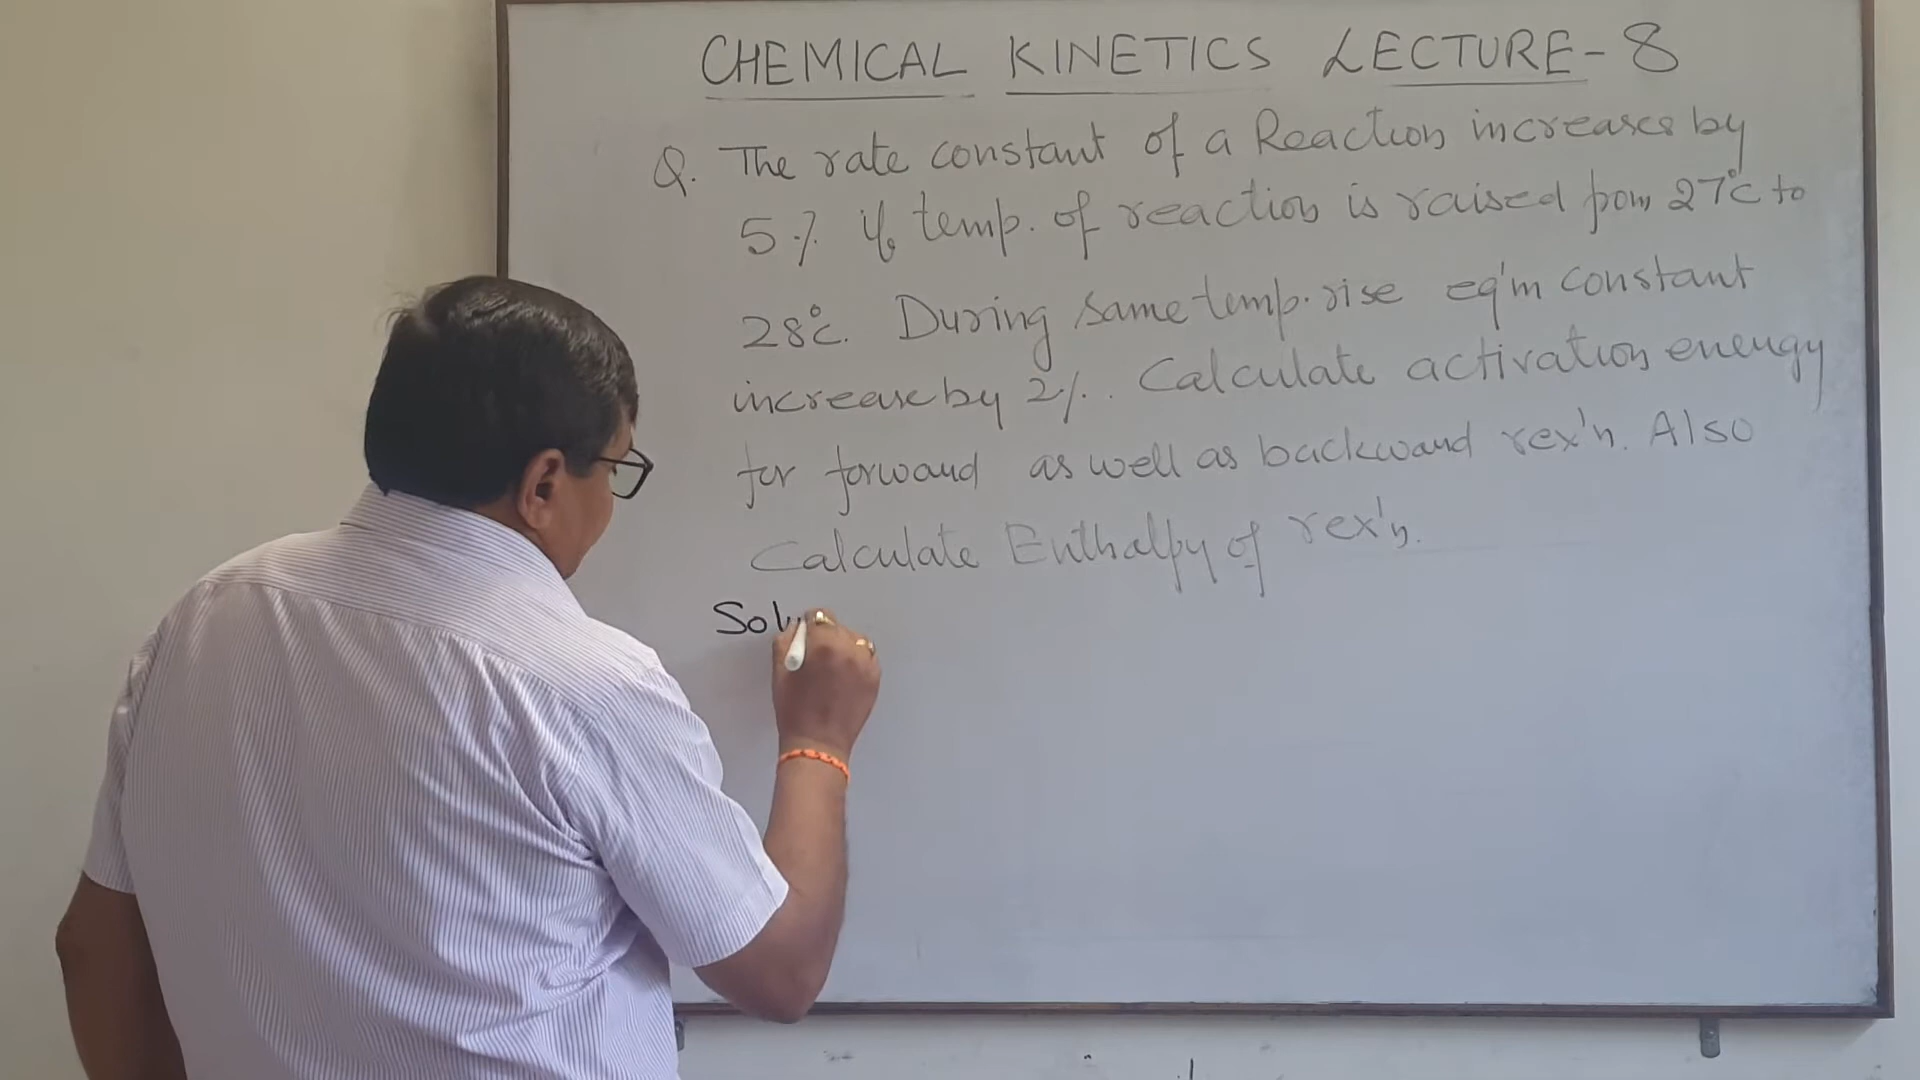 CHEMICAL KINETICS LECTURE-8
Q. The rate constant of a Reaction increases by
5% if temp. of reaction is raised from 27°C to
28°C. During same temp. rise eq'm constant
increase by 2%. Calculate activation energy
for forward as well as backward rex'n. Also
Calculate Enthalpy of rex'n.
Sol